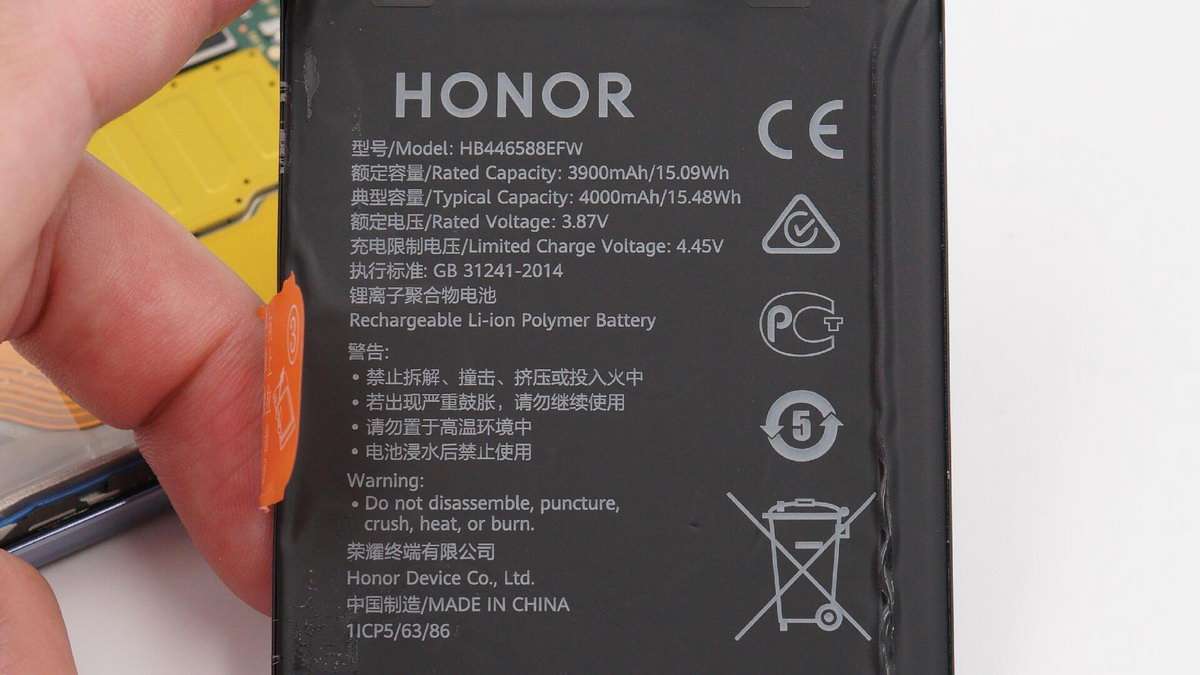 HONOR
CE
型号/Model: HB446588EFW
额定容量/Rated Capacity: 3900mAh/15.09Wh
典型容量/Typical Capacity: 4000mAh/15.48Wh
额定电压/Rated Voltage: 3.87V
充电限制电压/Limited Charge Voltage: 4.45V
执行标准: GB 31241-2014
锂离子聚合物电池
Rechargeable Li-ion Polymer Battery
PCT
警告:
• 禁止拆解、撞击、挤压或投入火中
• 若出现严重鼓胀，请勿继续使用
• 请勿置于高温环境中
• 电池浸水后禁止使用
5
Warning:
• Do not disassemble, puncture,
crush, heat, or burn.
荣耀终端有限公司
Honor Device Co., Ltd.
中国制造/MADE IN CHINA
1ICP5/63/86